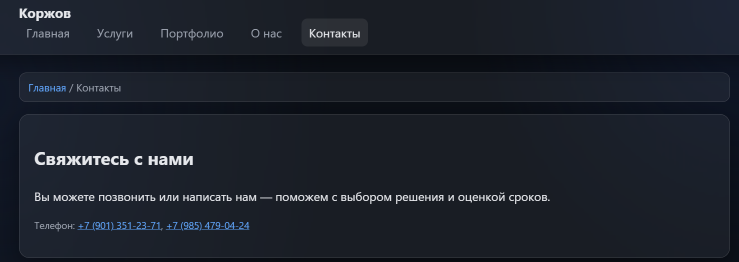 Коржов
Главная Услуги Портфолио О нас Контакты
Главная / Контакты
Свяжитесь с нами
Вы можете позвонить или написать нам — поможем с выбором решения и оценкой сроков.
Телефон: +7 (901) 351-23-71, +7 (985) 479-04-24